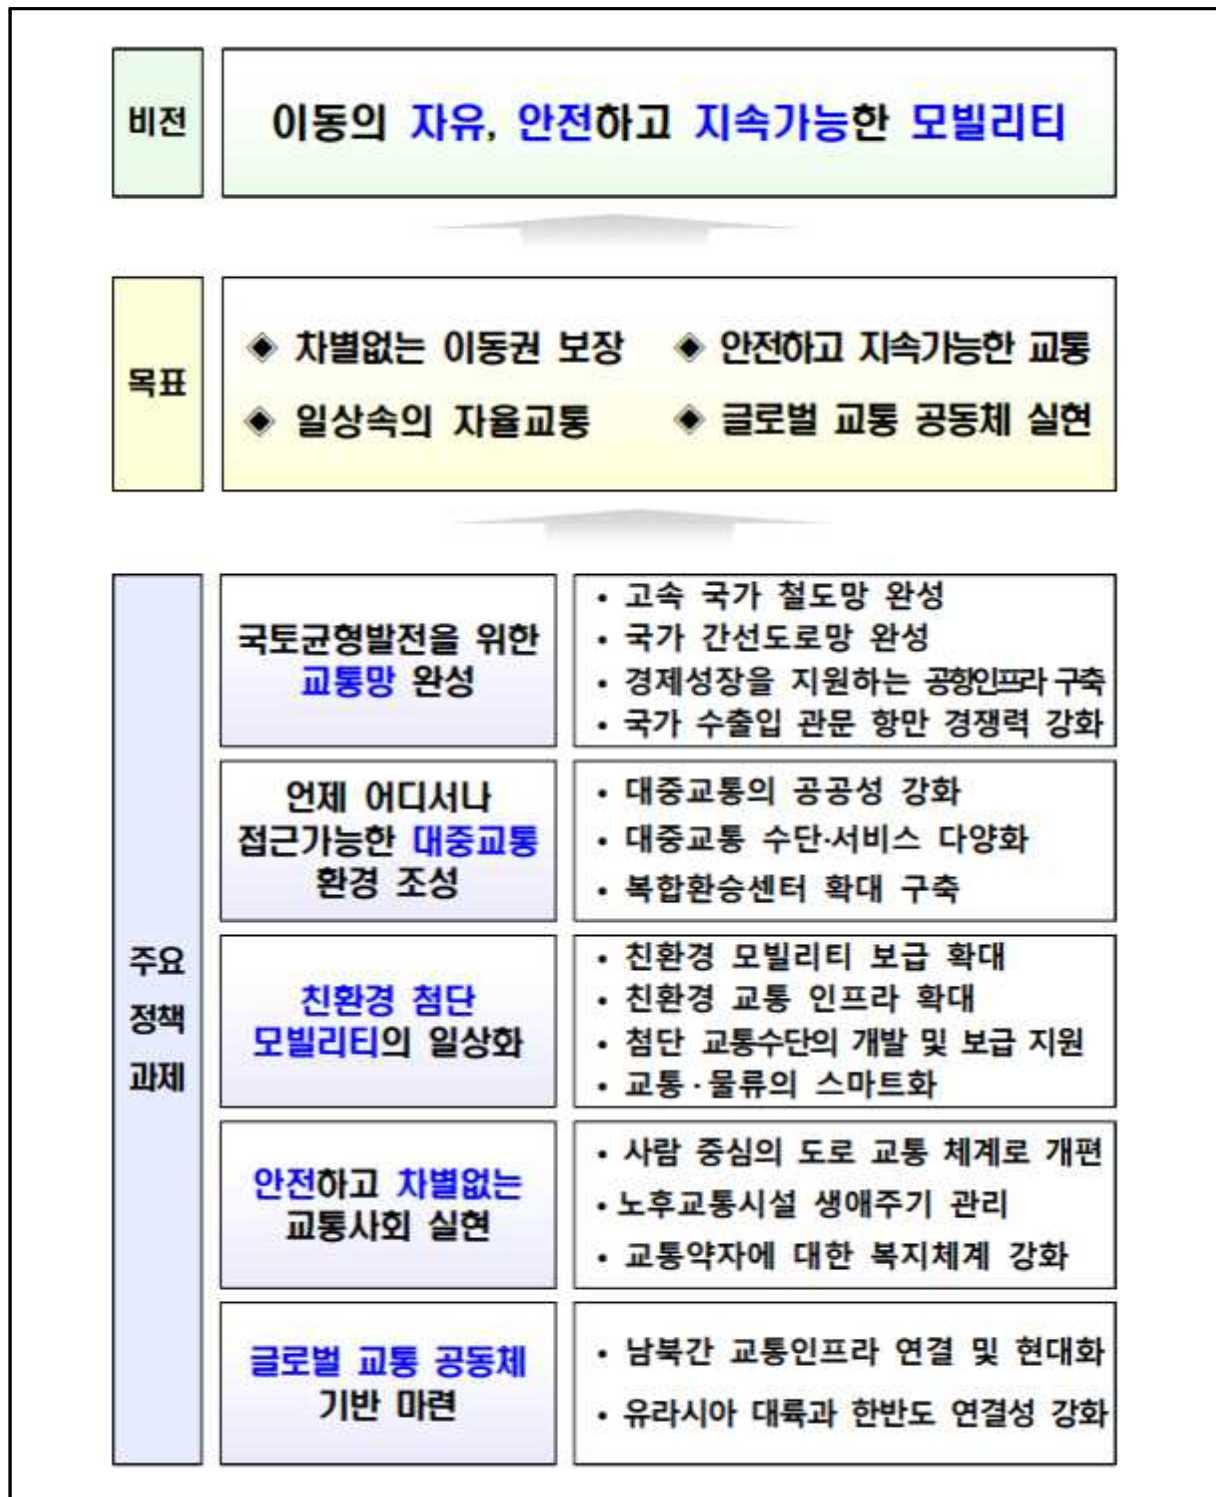 비전
이동의 자유, 안전하고 지속가능한 모빌리티
목표
◈ 차별없는 이동권 보장
◈ 안전하고 지속가능한 교통
◈ 일상속의 자율교통
◈ 글로벌 교통 공동체 실현
주요
정책
과제
국토균형발전을 위한
교통망 완성
• 고속 국가 철도망 완성
• 국가 간선도로망 완성
• 경제성장을 지원하는 공항인프라 구축
• 국가 수출입 관문 항만 경쟁력 강화
언제 어디서나
접근가능한 대중교통
환경 조성
• 대중교통의 공공성 강화
• 대중교통 수단·서비스 다양화
• 복합환승센터 확대 구축
친환경 첨단
모빌리티의 일상화
• 친환경 모빌리티 보급 확대
• 친환경 교통 인프라 확대
• 첨단 교통수단의 개발 및 보급 지원
• 교통·물류의 스마트화
안전하고 차별없는
교통사회 실현
• 사람 중심의 도로 교통 체계로 개편
• 노후교통시설 생애주기 관리
• 교통약자에 대한 복지체계 강화
글로벌 교통 공동체
기반 마련
• 남북간 교통인프라 연결 및 현대화
• 유라시아 대륙과 한반도 연결성 강화